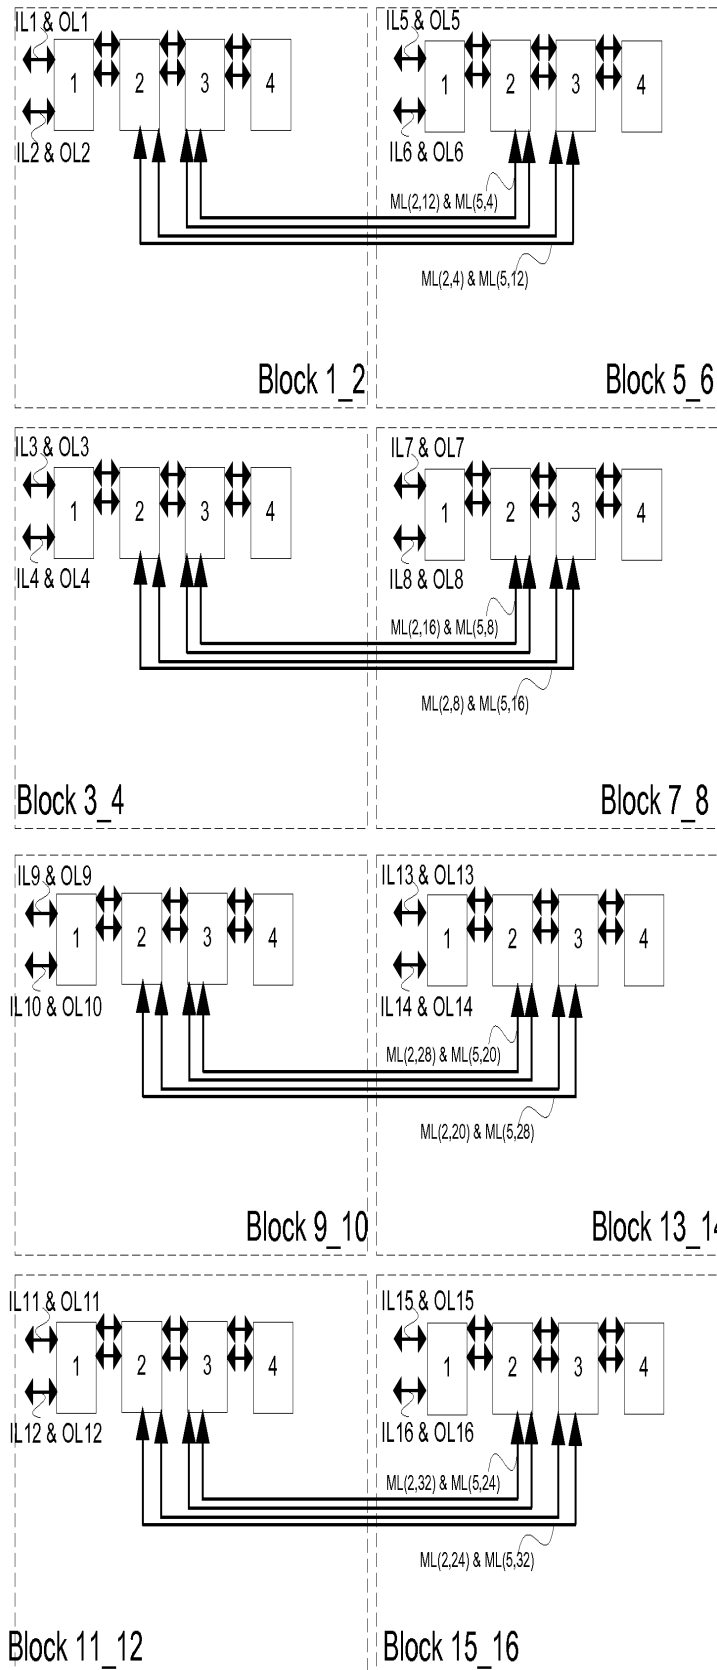 IL1 & OL1
1 2 3 4
IL2 & OL2
IL5 & OL5
1 2 3 4
IL6 & OL6
ML(2,12) & ML(5,4)
ML(2,4) & ML(5,12)
Block 1_2
Block 5_6
IL3 & OL3
1 2 3 4
IL4 & OL4
IL7 & OL7
1 2 3 4
IL8 & OL8
ML(2,16) & ML(5,8)
ML(2,8) & ML(5,16)
Block 3_4
Block 7_8
IL9 & OL9
1 2 3 4
IL10 & OL10
IL13 & OL13
1 2 3 4
IL14 & OL14
ML(2,28) & ML(5,20)
ML(2,20) & ML(5,28)
Block 9_10
Block 13_14
IL11 & OL11
1 2 3 4
IL12 & OL12
IL15 & OL15
1 2 3 4
IL16 & OL16
ML(2,32) & ML(5,24)
ML(2,24) & ML(5,32)
Block 11_12
Block 15_16